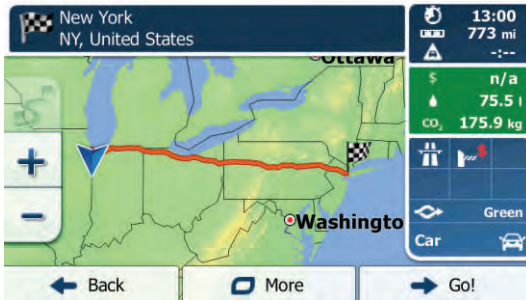 New York
NY, United States
13:00
773 mi
-:--
$ n/a
75.5 l
CO₂ 175.9 kg
Ottawa
Washingto
$
Green
Car
Back
More
Go!